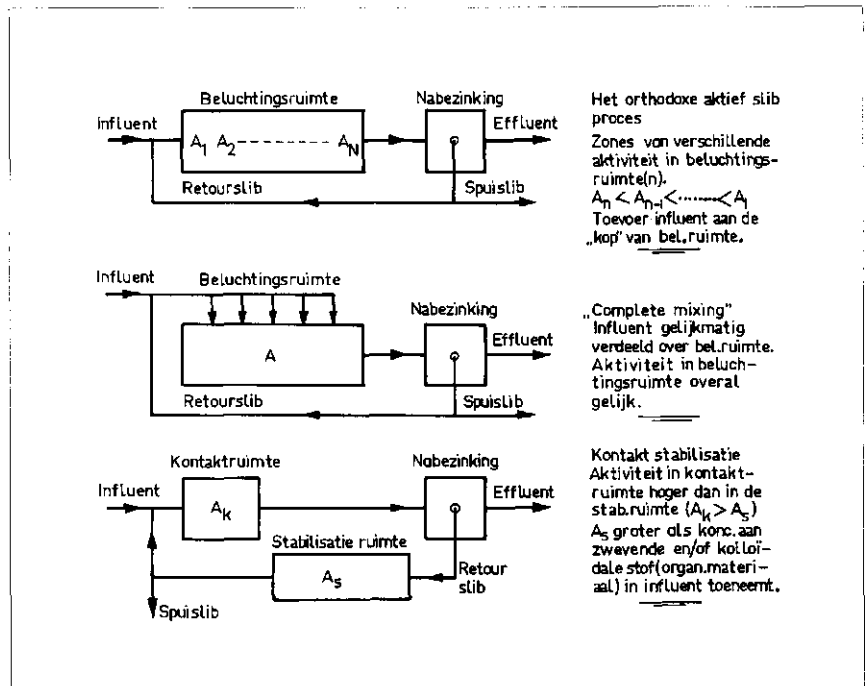 Beluchtingsruimte
Nabezinking
Influent
Effluent
A1 A2 ---------- AN
Retourslib
Spuislib
Het orthodoxe aktief slib
proces
Zones van verschillende
aktiviteit in beluchtings-
ruimte(n).
An < An-1 < ........ < A1
Toevoer influent aan de
„kop" van bel.ruimte.
Beluchtingsruimte
Influent
Nabezinking
Effluent
A
Retourslib
Spuislib
„Complete mixing"
Influent gelijkmatig
verdeeld over bel.ruimte.
Aktiviteit in beluch-
tingsruimte overal
gelijk.
Kontaktruimte
Nabezinking
Influent
Effluent
Ak
Stabilisatie ruimte
As
Retour
slib
Spuislib
Kontakt stabilisatie
Aktiviteit in kontakt-
ruimte hoger dan in de
stab.ruimte (Ak > As)
As groter als konc. aan
zwevende en/of kolloï-
dale stof(organ.materi-
aal) in influent toeneemt.